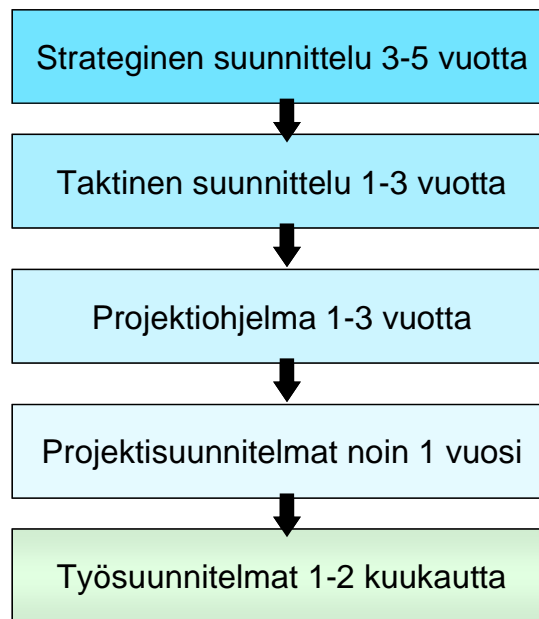 Strateginen suunnittelu 3-5 vuotta
Taktinen suunnittelu 1-3 vuotta
Projektiohjelma 1-3 vuotta
Projektisuunnitelmat noin 1 vuosi
Työsuunnitelmat 1-2 kuukautta